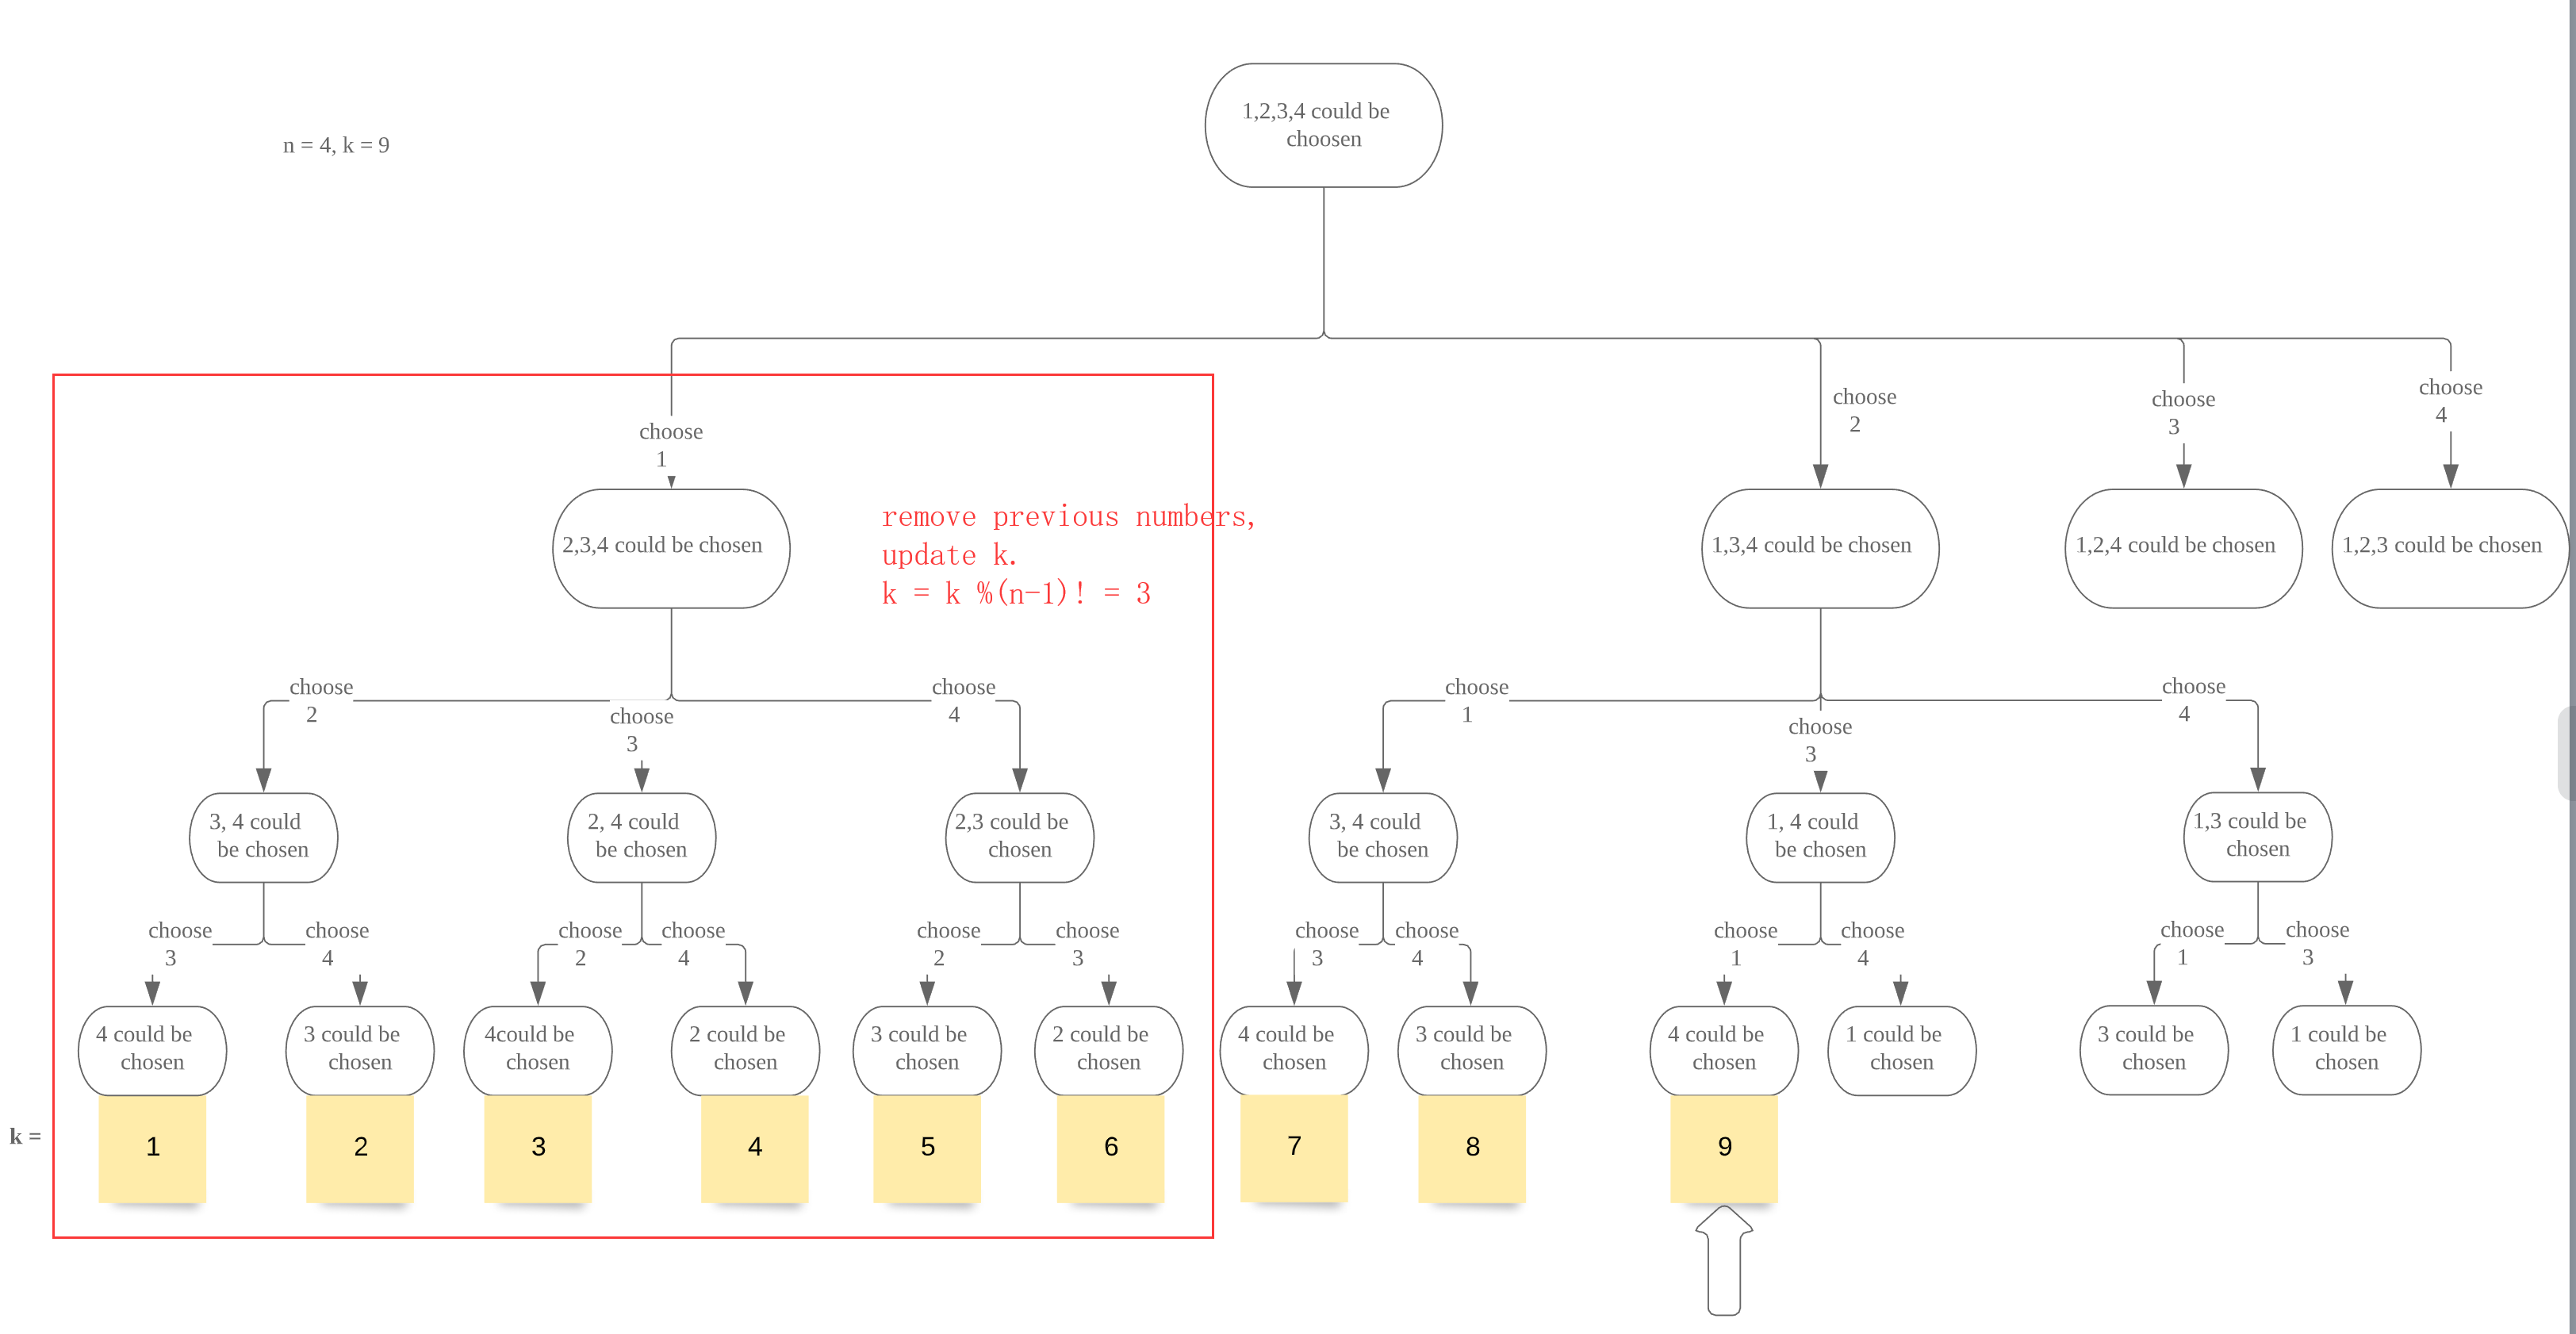 1,2,3,4 could be
choosen
n = 4, k = 9
choose
1
choose
2
choose
3
choose
4
2,3,4 could be chosen
remove previous numbers,
update k.
k = k %(n-1)! = 3
1,3,4 could be chosen
1,2,4 could be chosen
1,2,3 could be chosen
choose
2
choose
3
choose
4
choose
1
choose
3
choose
4
3, 4 could
be chosen
2, 4 could
be chosen
2,3 could be
chosen
3, 4 could
be chosen
1, 4 could
be chosen
1,3 could be
chosen
choose
3
choose
4
choose
2
choose
4
choose
2
choose
3
choose
3
choose
4
choose
1
choose
4
choose
1
choose
3
4 could be
chosen
3 could be
chosen
4could be
chosen
2 could be
chosen
3 could be
chosen
2 could be
chosen
4 could be
chosen
3 could be
chosen
4 could be
chosen
1 could be
chosen
3 could be
chosen
1 could be
chosen
k =
1
2
3
4
5
6
7
8
9